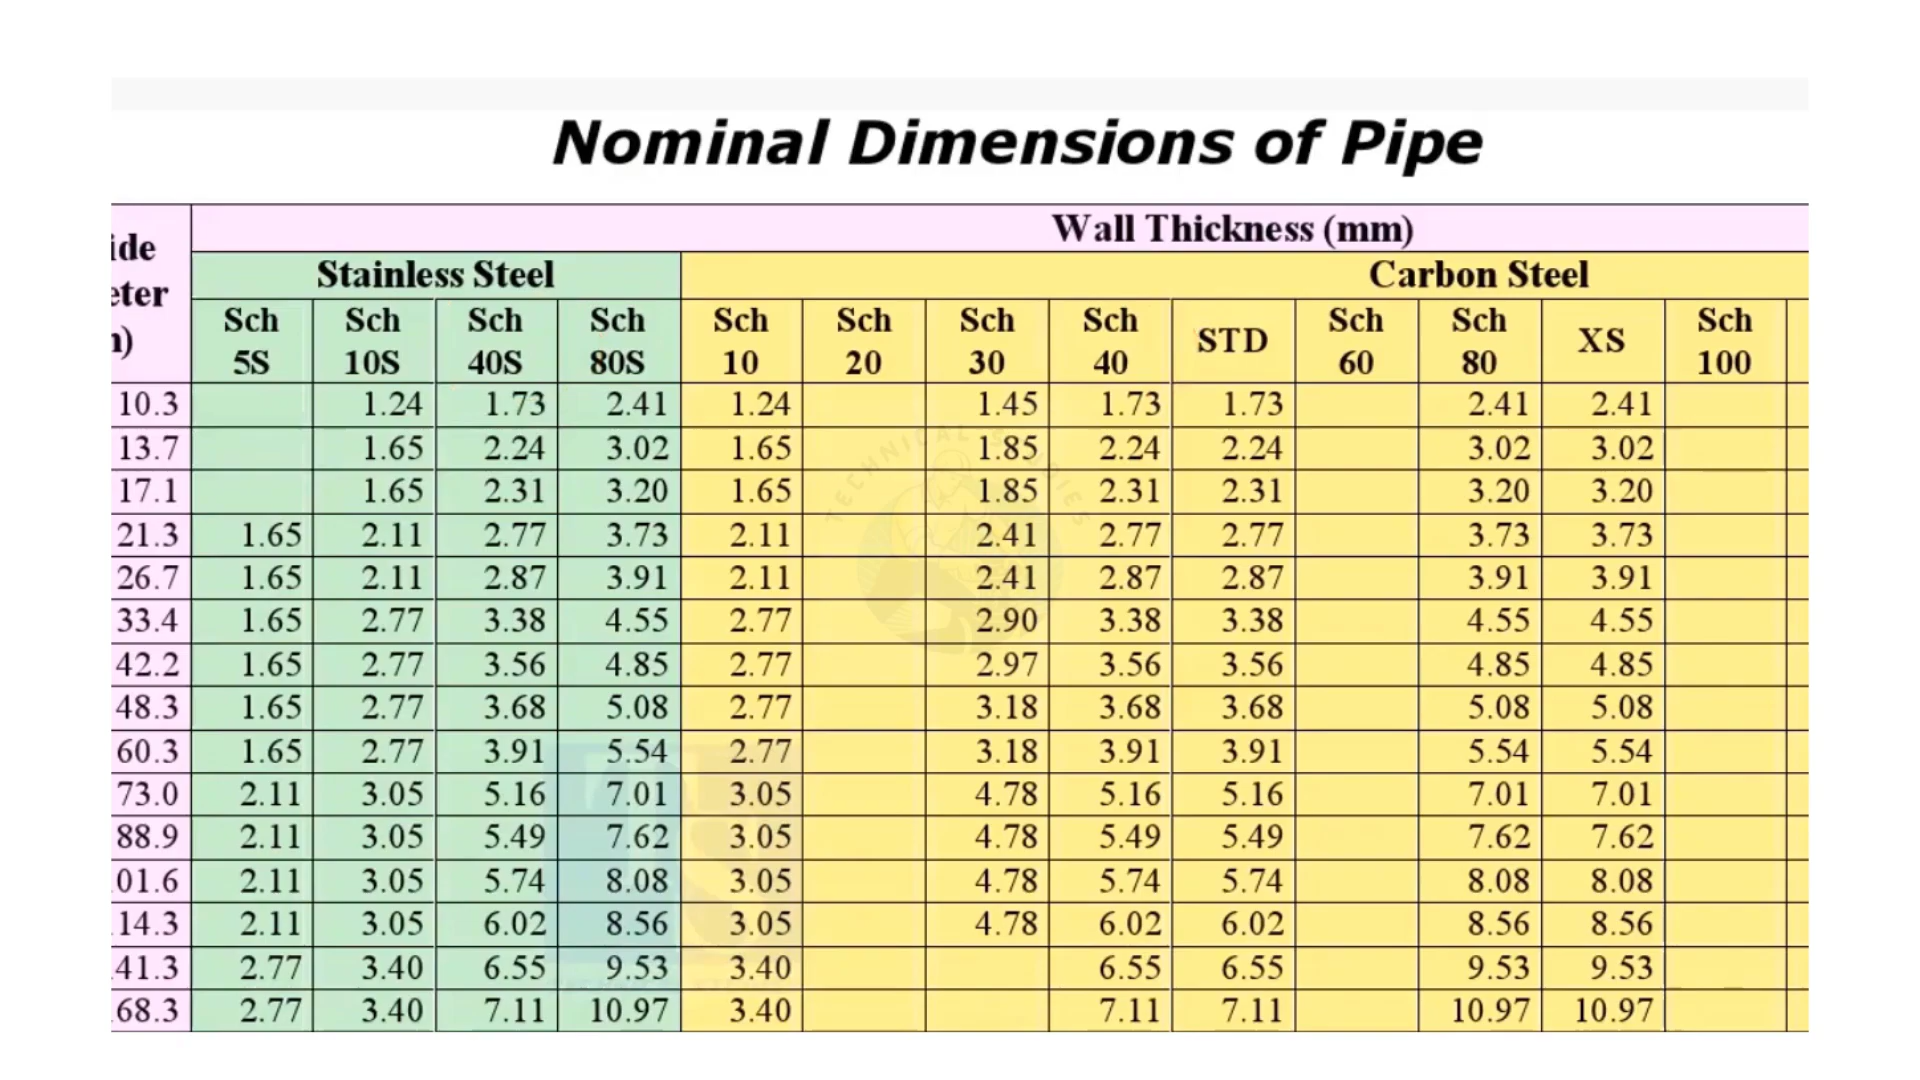 Nominal Dimensions of Pipe
ide
eter
)
Wall Thickness (mm)
Stainless Steel Carbon Steel
Sch 5S Sch 10S Sch 40S Sch 80S Sch 10 Sch 20 Sch 30 Sch 40 STD Sch 60 Sch 80 XS Sch 100
10.3 1.24 1.73 2.41 1.24 1.45 1.73 1.73 2.41 2.41
13.7 1.65 2.24 3.02 1.65 1.85 2.24 2.24 3.02 3.02
17.1 1.65 2.31 3.20 1.65 1.85 2.31 2.31 3.20 3.20
21.3 1.65 2.11 2.77 3.73 2.11 2.41 2.77 2.77 3.73 3.73
26.7 1.65 2.11 2.87 3.91 2.11 2.41 2.87 2.87 3.91 3.91
33.4 1.65 2.77 3.38 4.55 2.77 2.90 3.38 3.38 4.55 4.55
42.2 1.65 2.77 3.56 4.85 2.77 2.97 3.56 3.56 4.85 4.85
48.3 1.65 2.77 3.68 5.08 2.77 3.18 3.68 3.68 5.08 5.08
60.3 1.65 2.77 3.91 5.54 2.77 3.18 3.91 3.91 5.54 5.54
73.0 2.11 3.05 5.16 7.01 3.05 4.78 5.16 5.16 7.01 7.01
88.9 2.11 3.05 5.49 7.62 3.05 4.78 5.49 5.49 7.62 7.62
01.6 2.11 3.05 5.74 8.08 3.05 4.78 5.74 5.74 8.08 8.08
14.3 2.11 3.05 6.02 8.56 3.05 4.78 6.02 6.02 8.56 8.56
41.3 2.77 3.40 6.55 9.53 3.40 6.55 6.55 9.53 9.53
68.3 2.77 3.40 7.11 10.97 3.40 7.11 7.11 10.97 10.97
TECHNICAL STUDIES